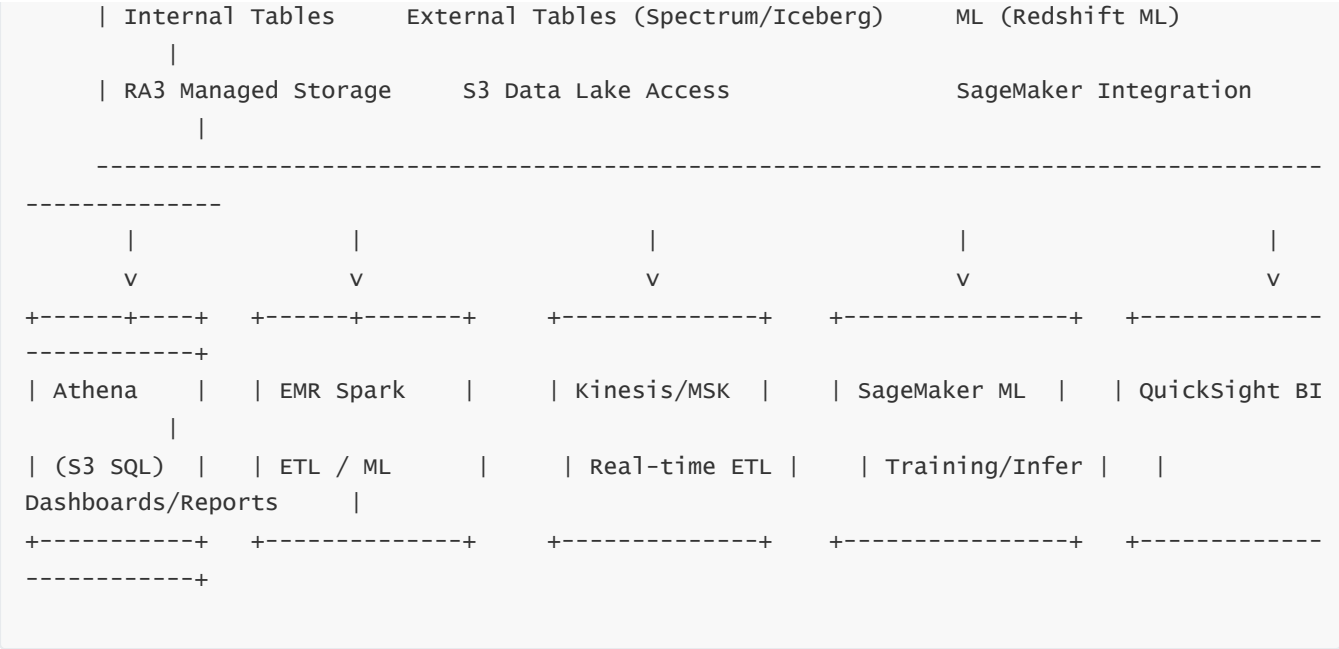 | Internal Tables     External Tables (Spectrum/Iceberg)     ML (Redshift ML)
|
| RA3 Managed Storage     S3 Data Lake Access                SageMaker Integration
|
--------------------------------------------------------------------------------------
--------------
|               |                    |                     |                     |
v               v                    v                     v                     v
+------+----+   +------+-------+     +--------------+    +----------------+   +-------------
------------+
| Athena    |   | EMR Spark    |     | Kinesis/MSK  |    | SageMaker ML  |   | QuickSight BI
|
| (S3 SQL)  |   | ETL / ML      |     | Real-time ETL |    | Training/Infer |   |
Dashboards/Reports     |
+-----------+   +--------------+     +--------------+    +----------------+   +-------------
------------+